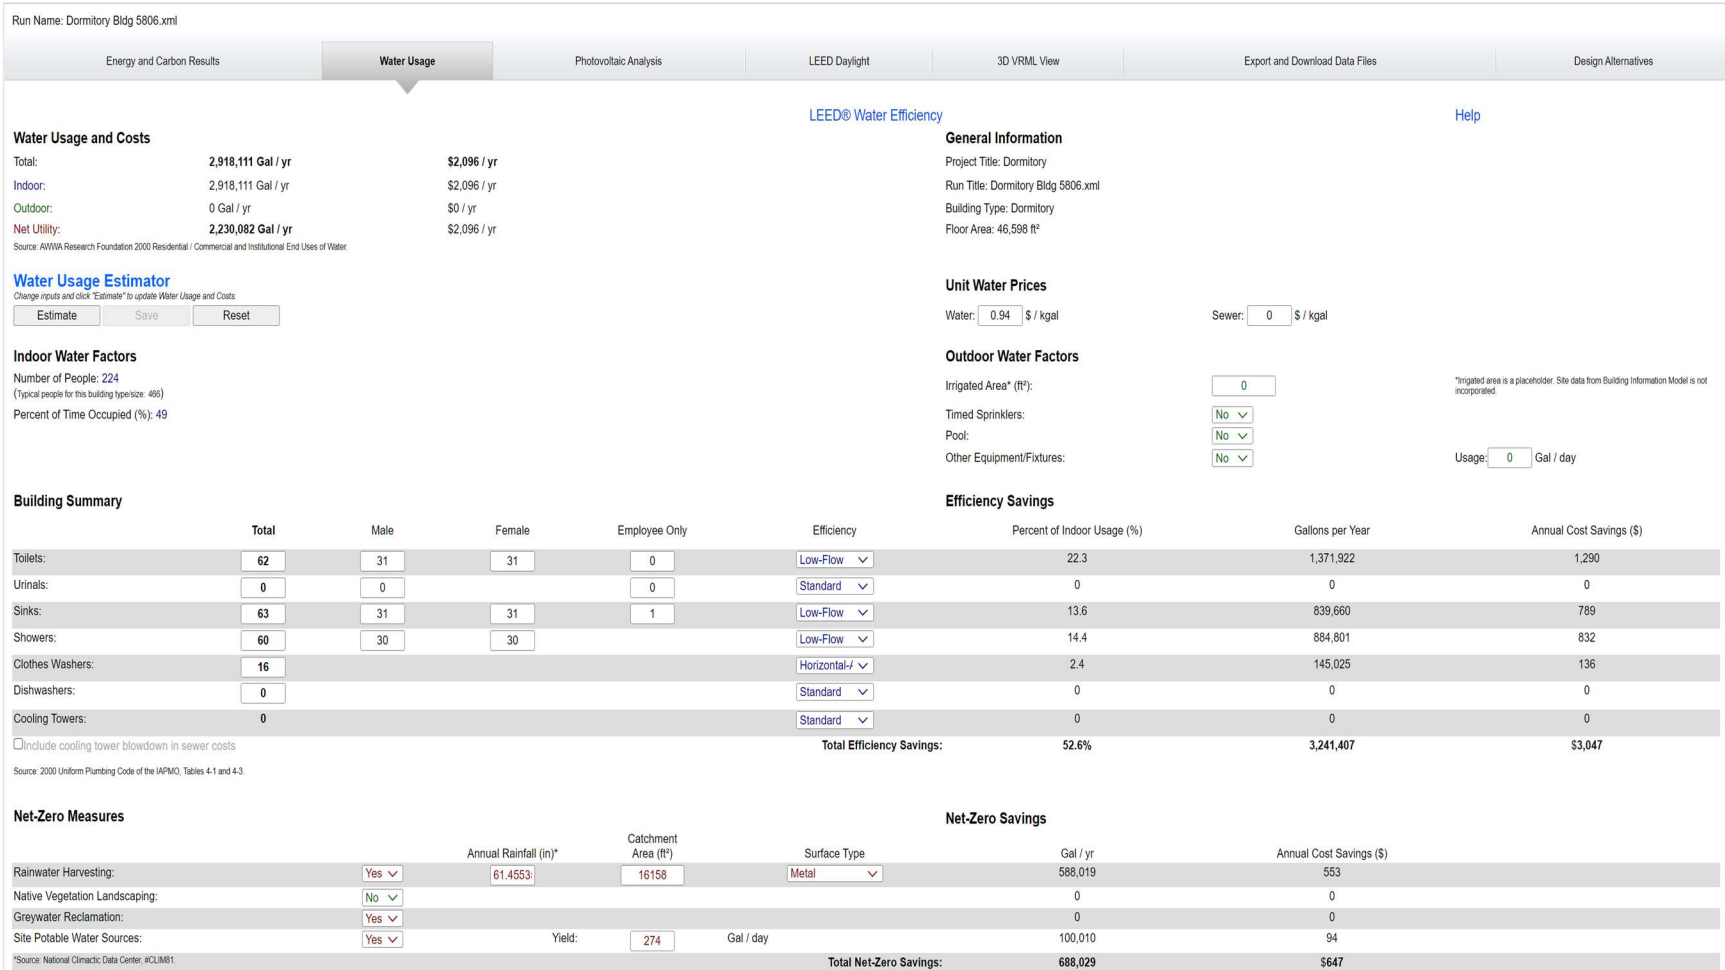 Run Name: Dormitory Bldg 5806.xml
Energy and Carbon Results Water Usage Photovoltaic Analysis LEED Daylight 3D VRML View Export and Download Data Files Design Alternatives
LEED® Water Efficiency Help
Water Usage and Costs General Information
Total: 2,918,111 Gal / yr $2,096 / yr Project Title: Dormitory
Indoor: 2,918,111 Gal / yr $2,096 / yr Run Title: Dormitory Bldg 5806.xml
Outdoor: 0 Gal / yr $0 / yr Building Type: Dormitory
Net Utility: 2,230,082 Gal / yr $2,096 / yr Floor Area: 46,598 ft²
Source: AWWA Research Foundation 2000 Residential / Commercial and Institutional End Uses of Water.
Water Usage Estimator Unit Water Prices
Change inputs and click "Estimate" to update Water Usage and Costs.
Estimate Save Reset Water: 0.94 $ / kgal Sewer: 0 $ / kgal
Indoor Water Factors Outdoor Water Factors
Number of People: 224 Irrigated Area* (ft²): 0 *Irrigated area is a placeholder. Site data from Building Information Model is not
incorporated.
(Typical people for this building type/size: 466)
Percent of Time Occupied (%): 49 Timed Sprinklers: No
Pool: No
Other Equipment/Fixtures: No Usage: 0 Gal / day
Building Summary Efficiency Savings
Total Male Female Employee Only Efficiency Percent of Indoor Usage (%) Gallons per Year Annual Cost Savings ($)
Toilets: 62 31 31 0 Low-Flow 22.3 1,371,922 1,290
Urinals: 0 0 0 Standard 0 0 0
Sinks: 63 31 31 1 Low-Flow 13.6 839,660 789
Showers: 60 30 30 Low-Flow 14.4 884,801 832
Clothes Washers: 16 Horizontal-A 2.4 145,025 136
Dishwashers: 0 Standard 0 0 0
Cooling Towers: 0 Standard 0 0 0
Include cooling tower blowdown in sewer costs Total Efficiency Savings: 52.6% 3,241,407 $3,047
Source: 2000 Uniform Plumbing Code of the IAPMO, Tables 4-1 and 4-3.
Net-Zero Measures Net-Zero Savings
Annual Rainfall (in)* Catchment Area (ft²) Surface Type Gal / yr Annual Cost Savings ($)
Rainwater Harvesting: Yes 61.4553 16158 Metal 588,019 553
Native Vegetation Landscaping: No 0 0
Greywater Reclamation: Yes 0 0
Site Potable Water Sources: Yes Yield: 274 Gal / day 100,010 94
*Source: National Climactic Data Center, #CLIM81. Total Net-Zero Savings: 688,029 $647